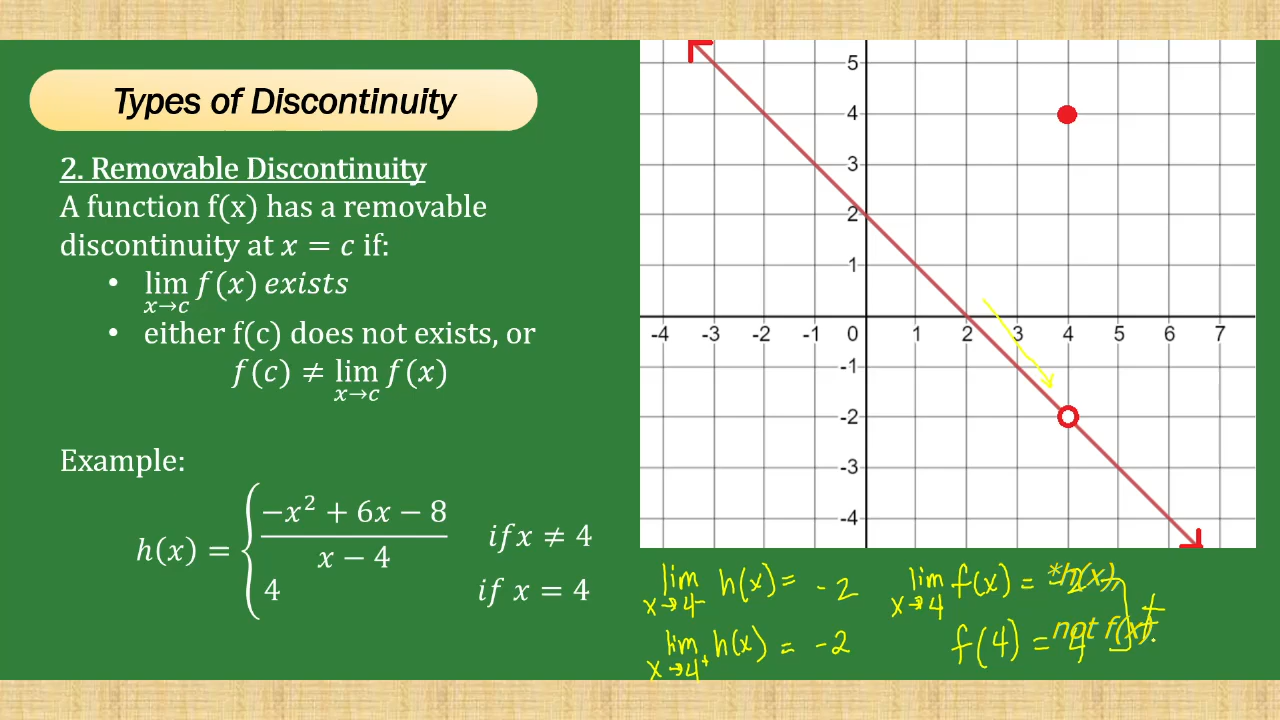 Types of Discontinuity
2. Removable Discontinuity
A function f(x) has a removable
discontinuity at x = c if:
• lim f(x) exists
x→c
• either f(c) does not exists, or
f(c) ≠ lim f(x)
x→c
Example:
h(x) = {
−x² + 6x − 8
x − 4
if x ≠ 4
4 if x = 4
5
4
3
2
1
-4 -3 -2 -1 0 1 2 3 4 5 6 7
-1
-2
-3
-4
lim h(x) = -2
x→4-
lim h(x) = -2
x→4+
lim f(x) = -2
x→4
f(4) = 4
*h(x),
not f(x)